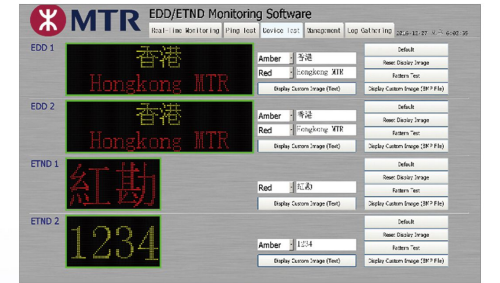 MTR EDD/ETND Monitoring Software
Real-Time Monitoring Ping Test Device Test Management Log Gathering
EDD 1
香港
Hongkong MTR
Amber 香港
Red Hongkong MTR
Display Custom Image (Text)
Default
Reset Display Image
Pattern Test
Display Custom Image (BMP File)
EDD 2
香港
Hongkong MTR
Amber 香港
Red Hongkong MTR
Display Custom Image (Text)
Default
Reset Display Image
Pattern Test
Display Custom Image (BMP File)
ETND 1
紅勘
Red 紅勘
Display Custom Image (Text)
Default
Reset Display Image
Pattern Test
Display Custom Image (BMP File)
ETND 2
1234
Amber 1234
Display Custom Image (Text)
Default
Reset Display Image
Pattern Test
Display Custom Image (BMP File)